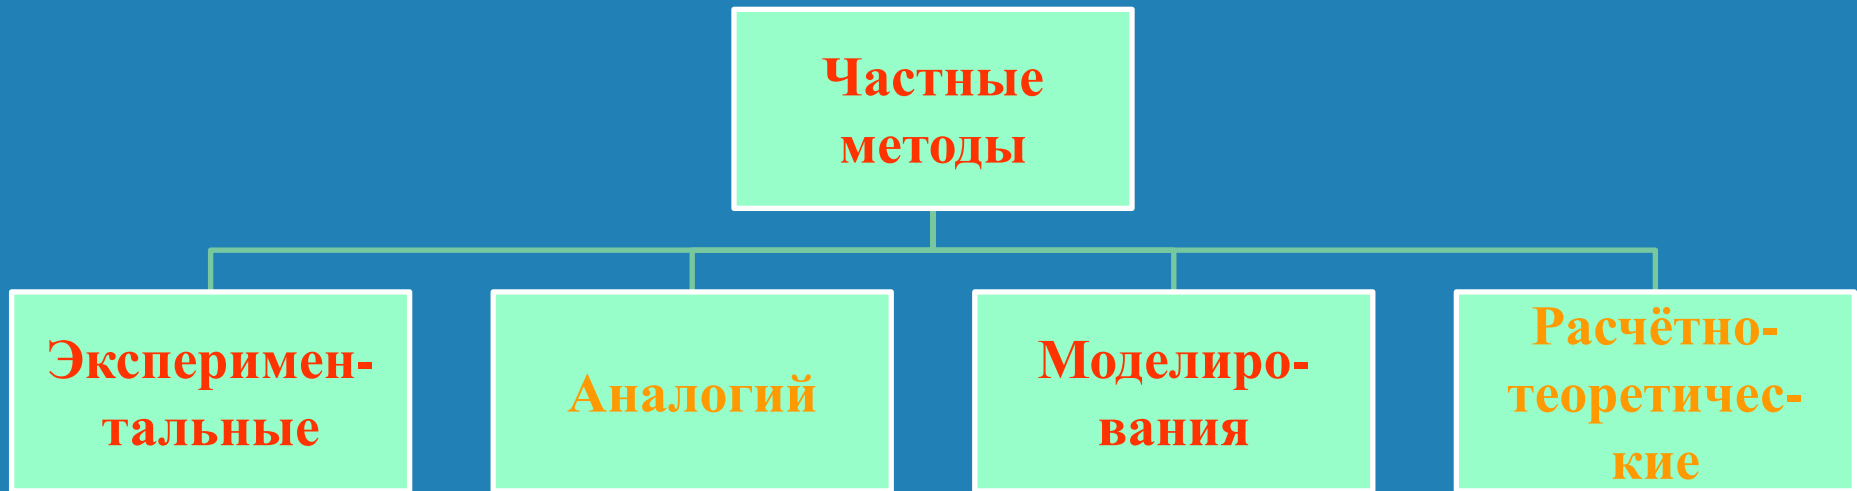 Частные
методы
Эксперимен-
тальные
Аналогий
Моделиро-
вания
Расчётно-
теоретичес-
кие